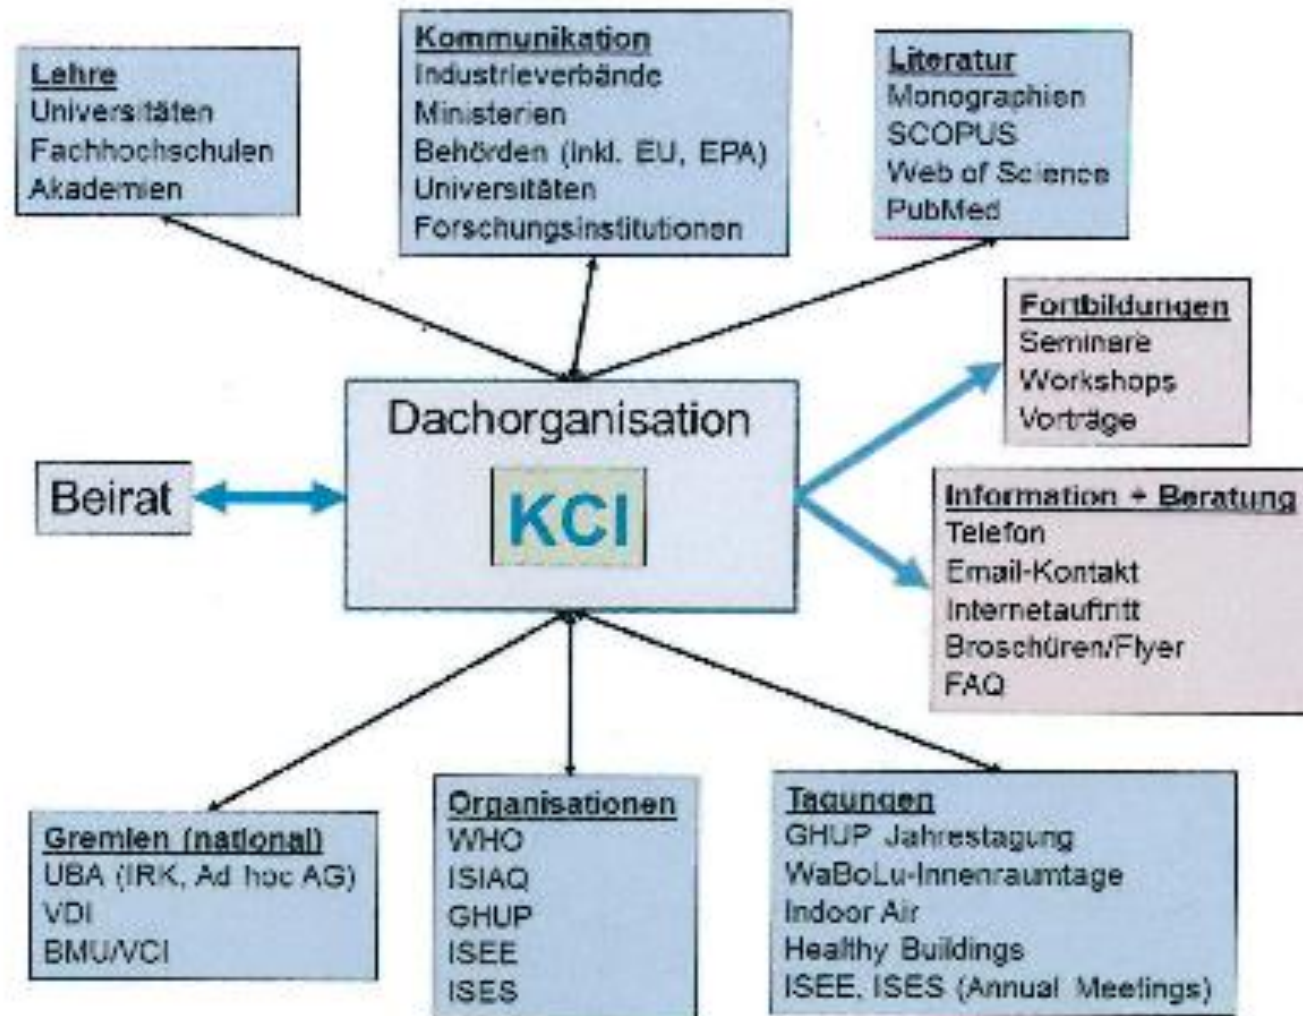 Lehre
Universitäten
Fachhochschulen
Akademien
Kommunikation
Industrieverbände
Ministerien
Behörden (inkl. EU, EPA)
Universitäten
Forschungsinstitutionen
Literatur
Monographien
SCOPUS
Web of Science
PubMed
Fortbildungen
Seminare
Workshops
Vorträge
Dachorganisation
KCI
Beirat
Information + Beratung
Telefon
Email-Kontakt
Internetauftritt
Broschüren/Flyer
FAQ
Gremien (national)
UBA (IRK, Ad hoc AG)
VDI
BMU/VCI
Organisationen
WHO
ISIAQ
GHUP
ISEE
ISES
Tagungen
GHUP Jahrestagung
WaBoLu-Innenraumtage
Indoor Air
Healthy Buildings
ISEE, ISES (Annual Meetings)